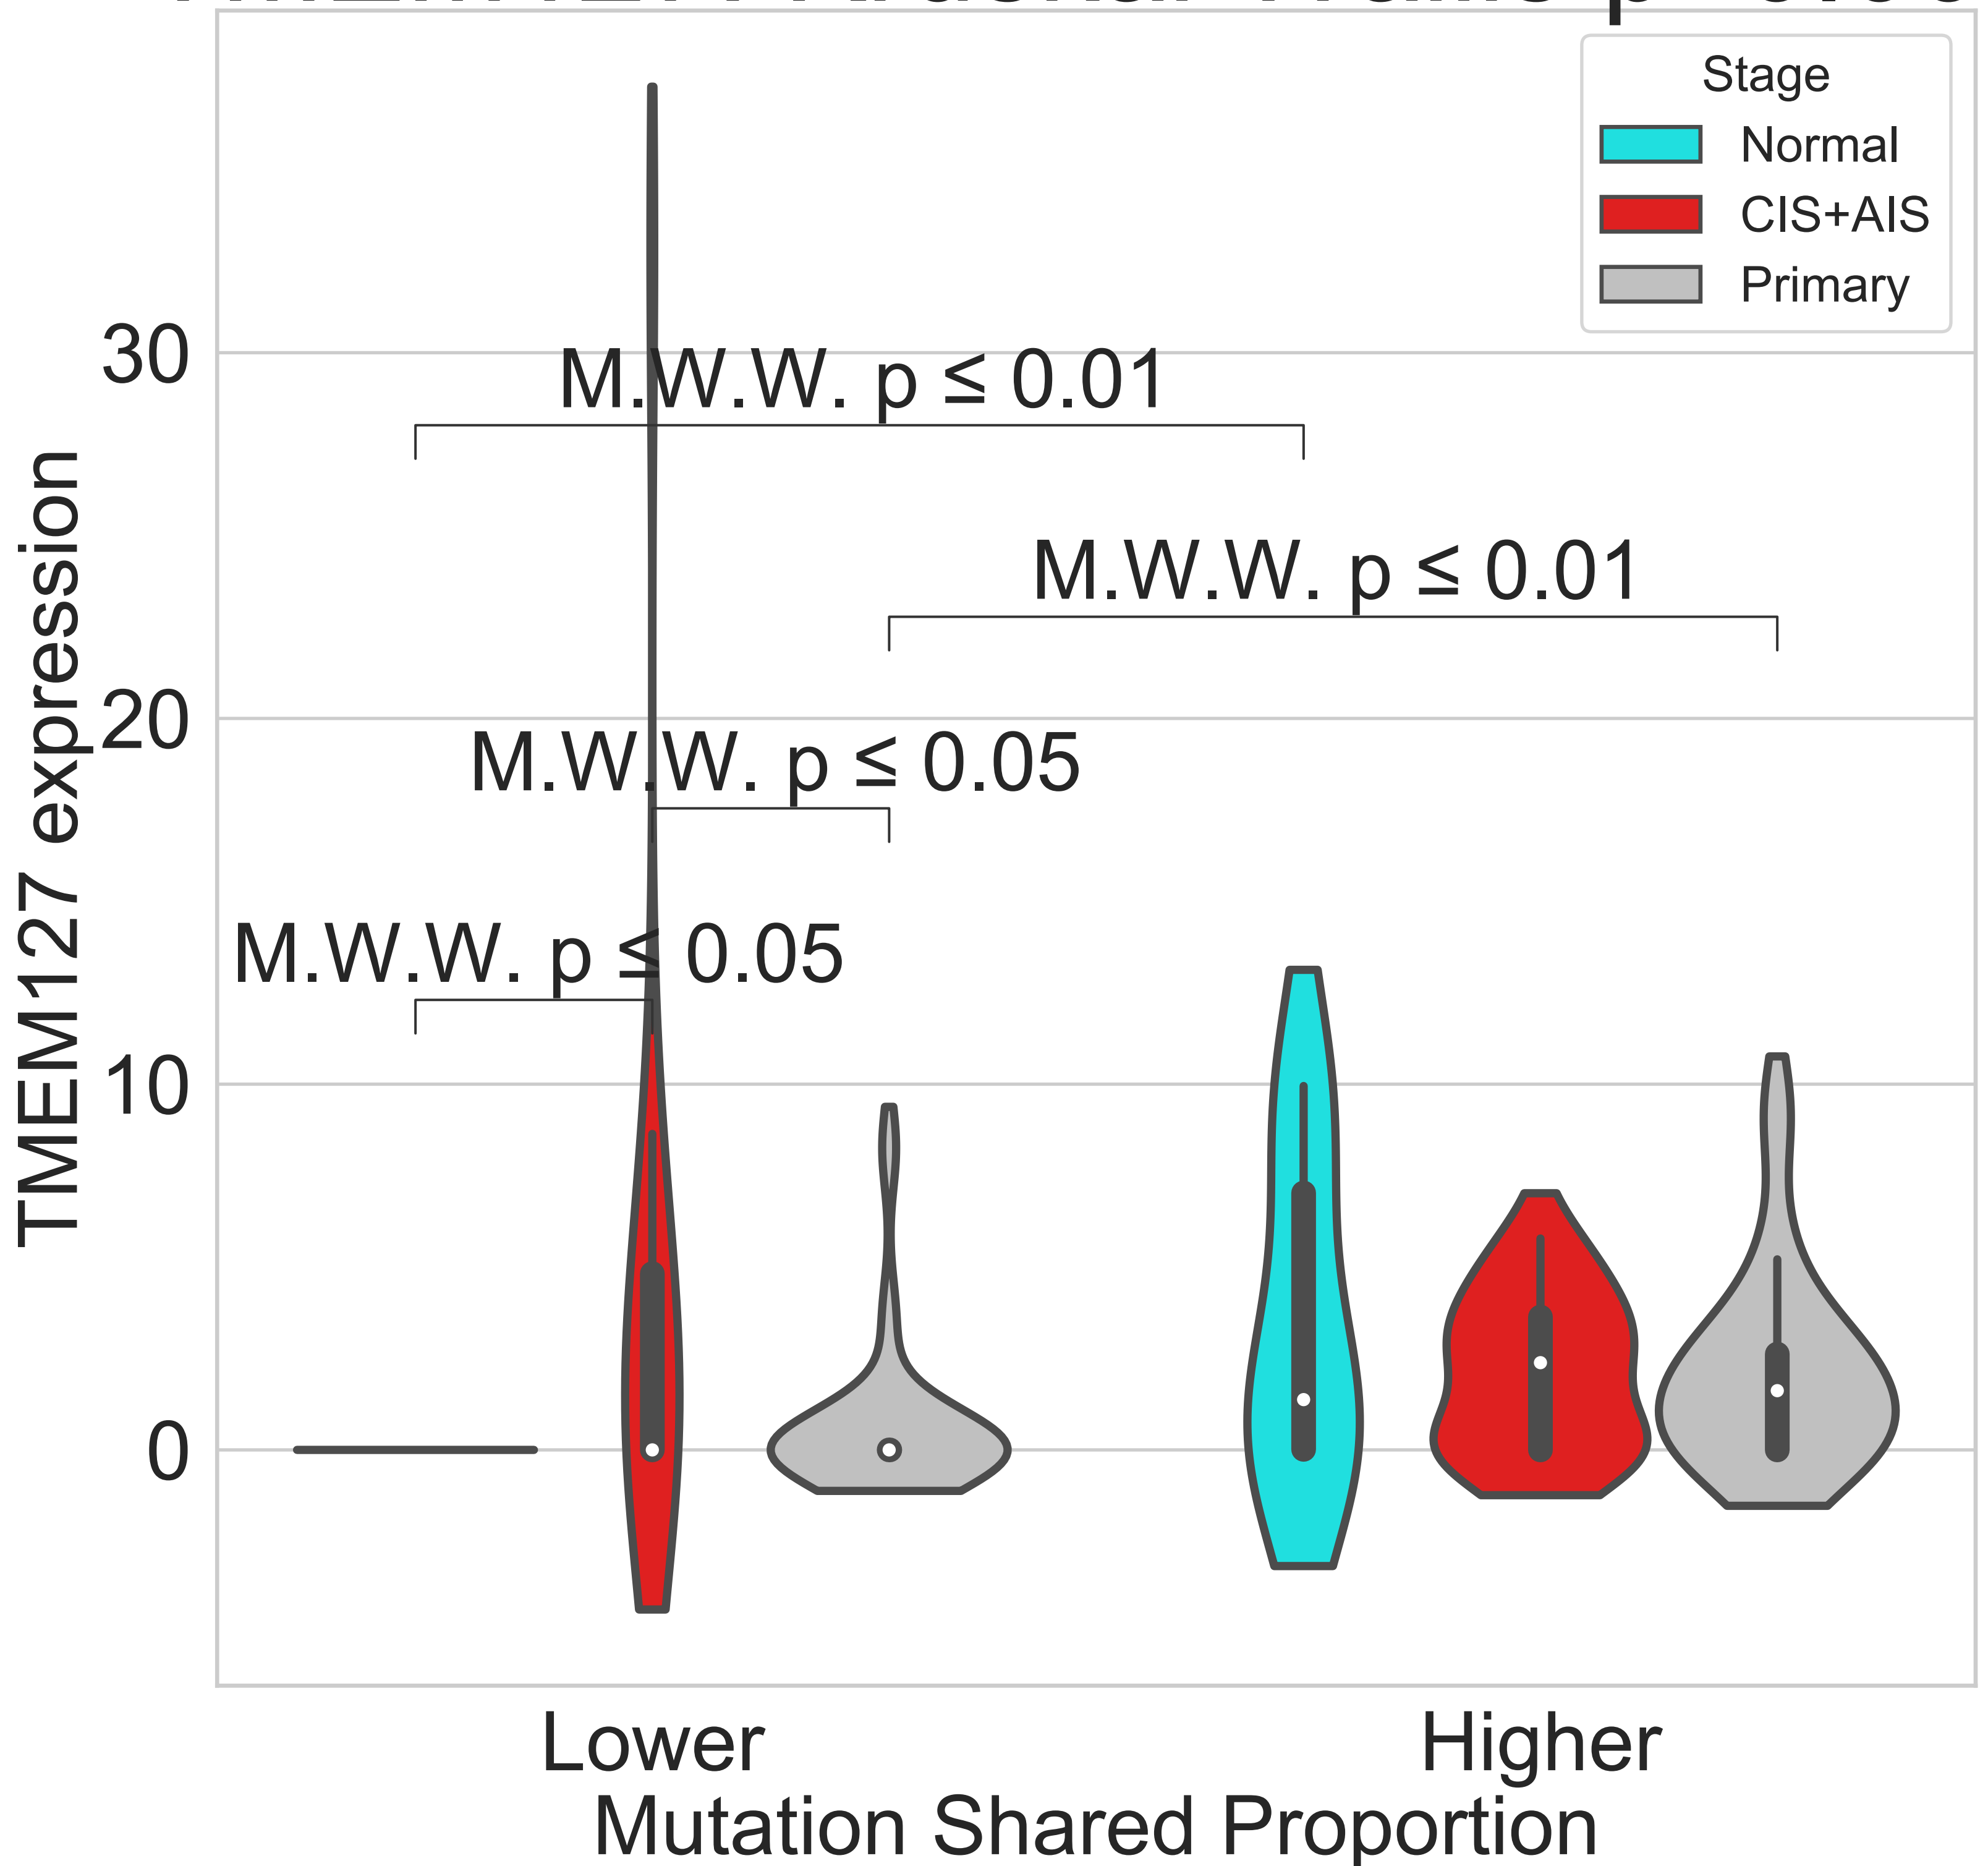 Stage
Normal
CIS+AIS
Primary
30
20
10
0
TMEM127 expression
M.W.W. p ≤ 0.01
M.W.W. p ≤ 0.01
M.W.W. p ≤ 0.05
M.W.W. p ≤ 0.05
Lower
Higher
Mutation Shared Proportion